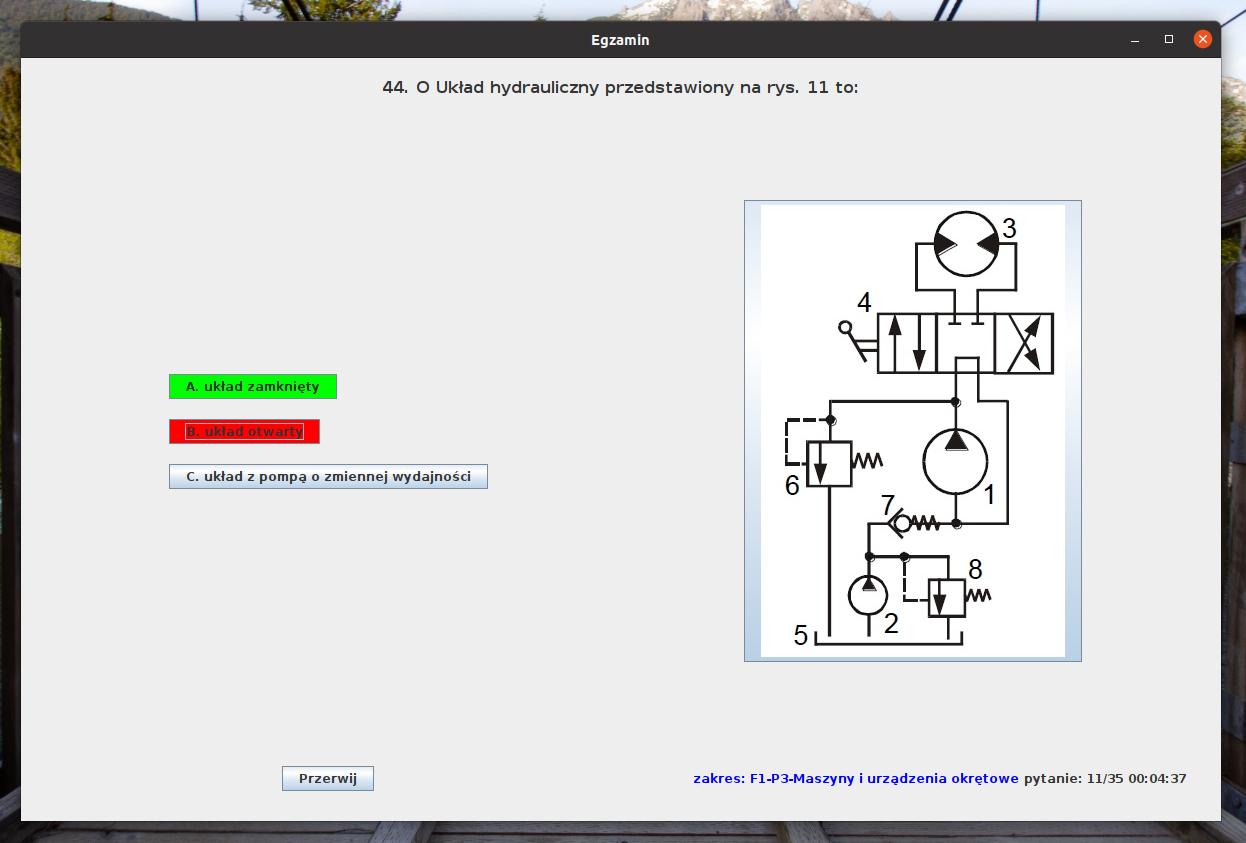 Egzamin
44. O Układ hydrauliczny przedstawiony na rys. 11 to:
3
4
A. układ zamknięty
B. układ otwarty
C. układ z pompą o zmiennej wydajności
6
1
7
8
2
5
Przerwij
zakres: F1-P3-Maszyny i urządzenia okrętowe pytanie: 11/35 00:04:37